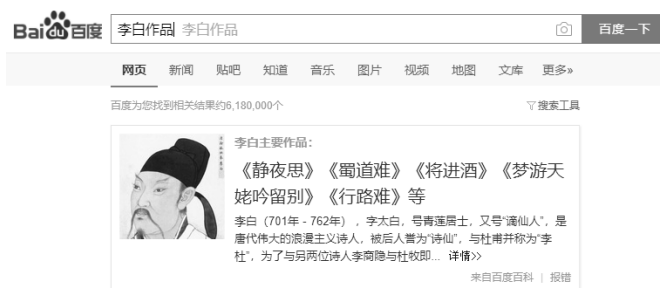 Bai du 百度 李白作品 李白作品 百度一下
网页 新闻 贴吧 知道 音乐 图片 视频 地图 文库 更多»
百度为您找到相关结果约6,180,000个 搜索工具
李白主要作品:
《静夜思》《蜀道难》《将进酒》《梦游天
姥吟留别》《行路难》等
李白（701年 - 762年），字太白，号青莲居士，又号“谪仙人”，是
唐代伟大的浪漫主义诗人，被后人誉为“诗仙”，与杜甫并称为“李
杜”，为了与另两位诗人李商隐与杜牧即... 详情>>
来自百度百科 | 报错